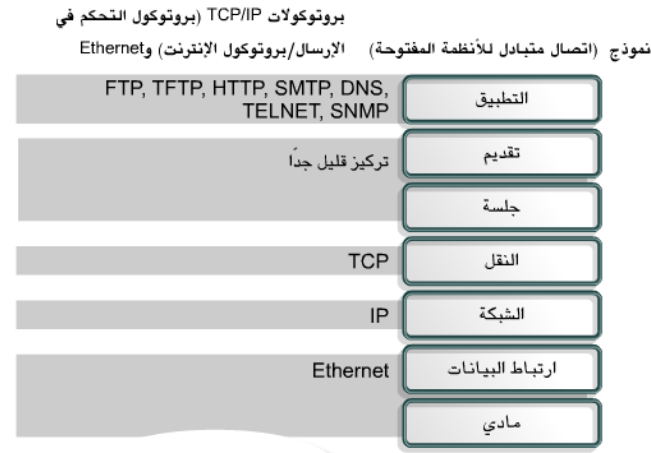 نموذج (اتصال متبادل للأنظمة المفتوحة)
بروتوكولات TCP/IP (بروتوكول التحكم في
الإرسال/بروتوكول الإنترنت) وEthernet
التطبيق
FTP, TFTP, HTTP, SMTP, DNS,
TELNET, SNMP
تقديم
تركيز قليل جدًا
جلسة
النقل
TCP
الشبكة
IP
ارتباط البيانات
Ethernet
مادي